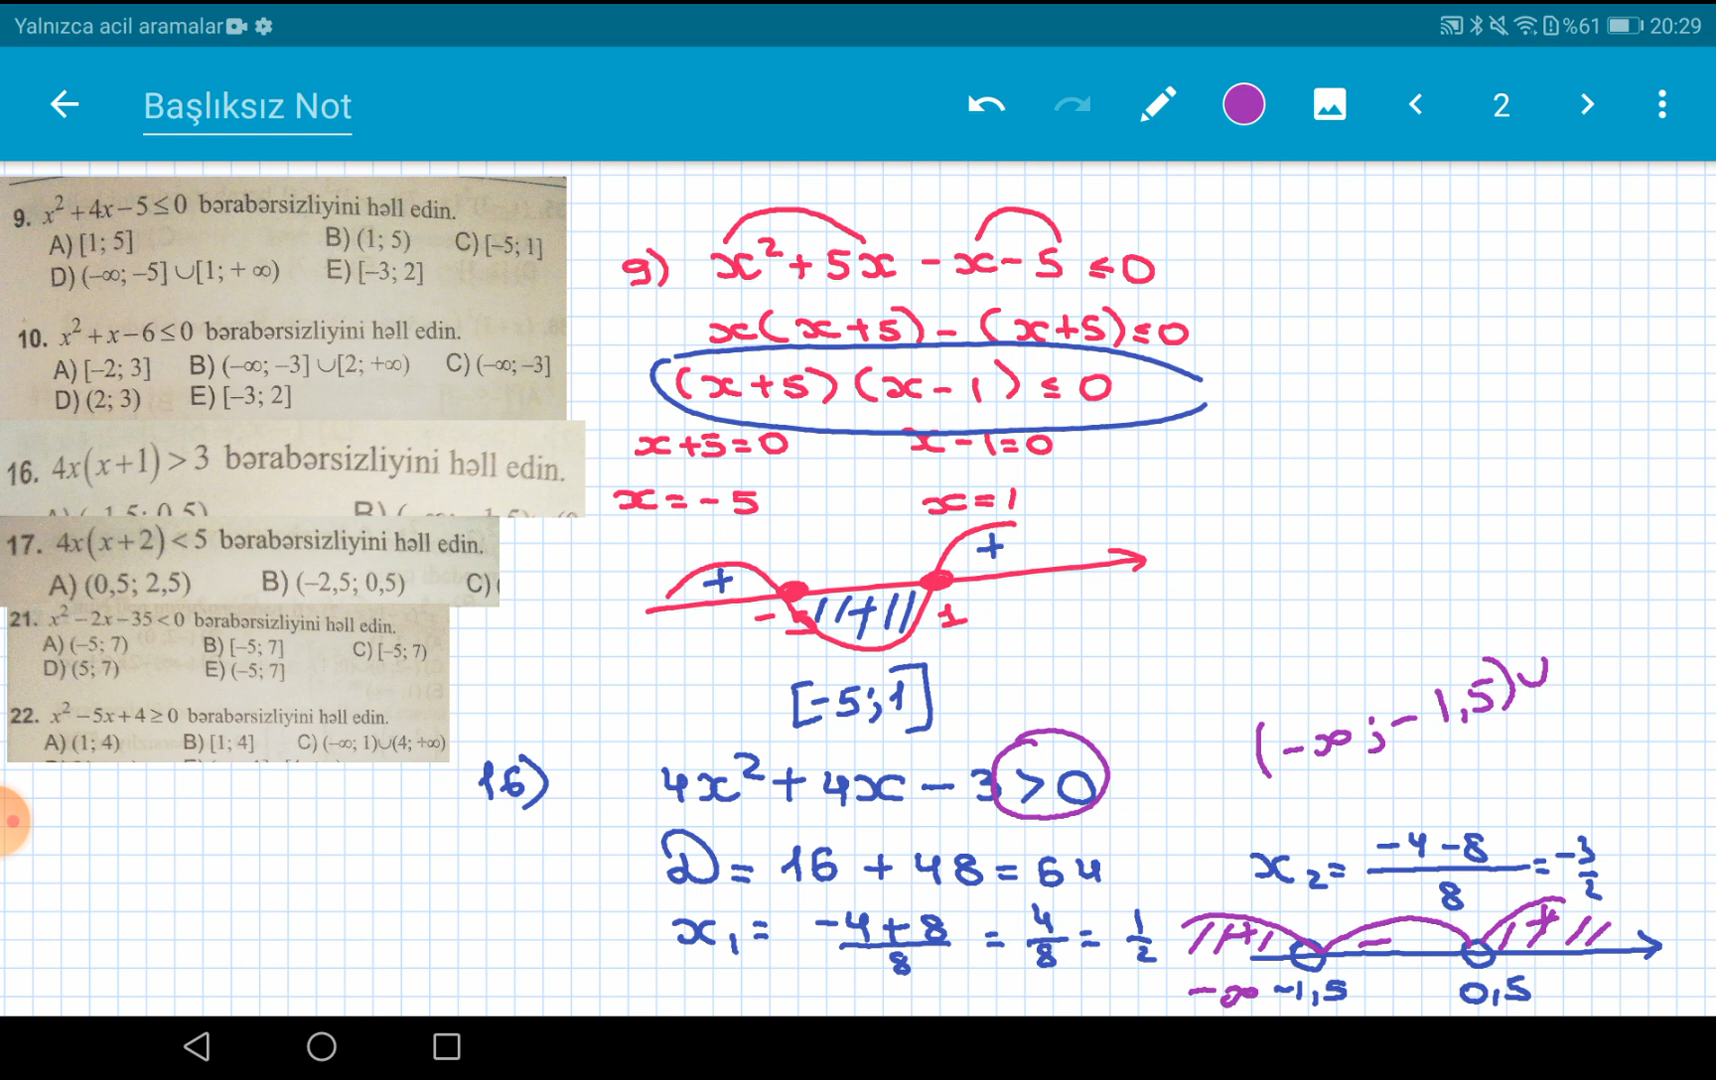 Yalnızca acil aramalar
%61 20:29
Başlıksız Not
2
9. x² + 4x − 5 ≤ 0 bərabərsizliyini həll edin.
A) [1; 5] B) (1; 5) C) [−5; 1]
D) (−∞; −5] ∪ [1; + ∞) E) [−3; 2]
10. x² + x − 6 ≤ 0 bərabərsizliyini həll edin.
A) [−2; 3] B) (−∞; −3] ∪ [2; +∞) C) (−∞; −3]
D) (2; 3) E) [−3; 2]
16. 4x(x+1) > 3 bərabərsizliyini həll edin.
17. 4x(x+2) < 5 bərabərsizliyini həll edin.
A) (0,5; 2,5) B) (−2,5; 0,5) C) (
21. x² − 2x − 35 < 0 bərabərsizliyini həll edin.
A) (−5; 7) B) [−5; 7] C) [−5; 7)
D) (5; 7) E) (−5; 7]
22. x² − 5x + 4 ≥ 0 bərabərsizliyini həll edin.
A) (1; 4) B) [1; 4] C) (−∞; 1)∪(4; +∞)
9) x² + 5x − x − 5 ≤ 0
x(x+5) − (x+5) ≤ 0
(x+5)(x−1) ≤ 0
x+5=0 x−1=0
x = −5 x = 1
+ +
1
[−5; 1]
(−∞; −1,5) ∪
16) 4x² + 4x − 3 > 0
D = 16 + 48 = 64
x₁ = (−4+8)/8 = 4/8 = 1/2
x₂ = (−4−8)/8 = −3/2
+ − +
−∞ −1,5 0,5